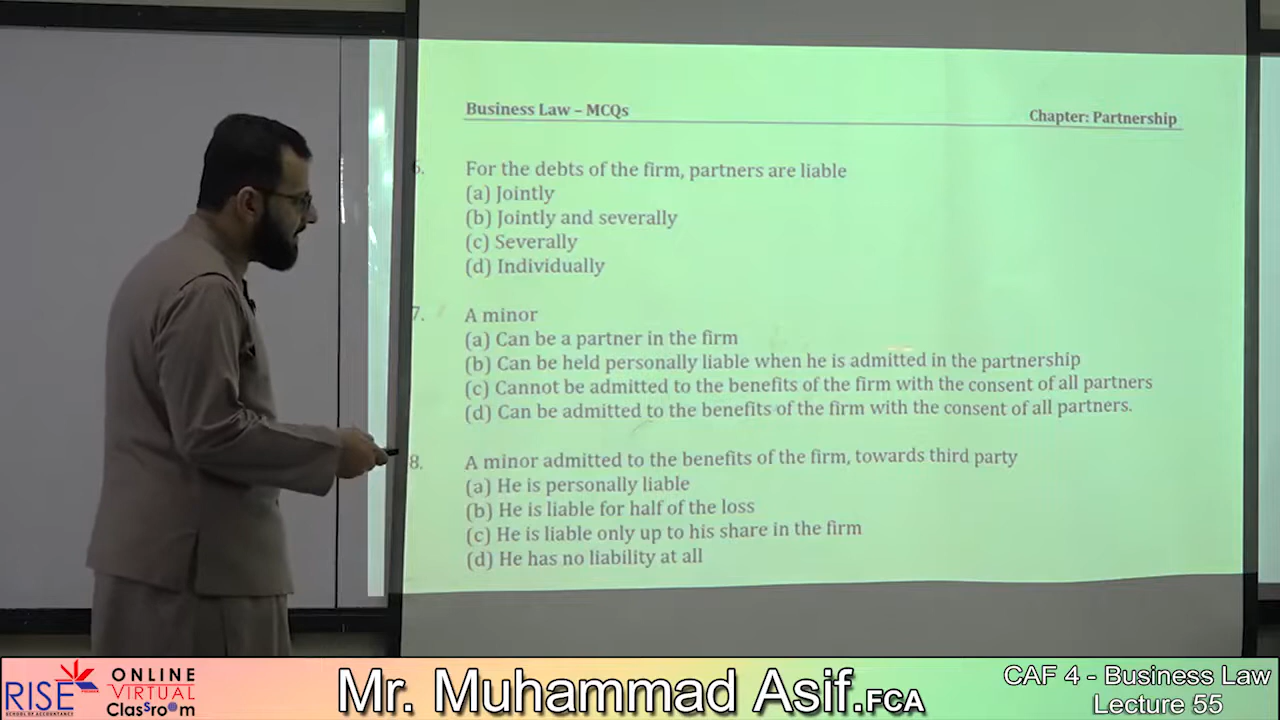 Business Law – MCQs
Chapter: Partnership
6. For the debts of the firm, partners are liable
(a) Jointly
(b) Jointly and severally
(c) Severally
(d) Individually
7. A minor
(a) Can be a partner in the firm
(b) Can be held personally liable when he is admitted in the partnership
(c) Cannot be admitted to the benefits of the firm with the consent of all partners
(d) Can be admitted to the benefits of the firm with the consent of all partners.
8. A minor admitted to the benefits of the firm, towards third party
(a) He is personally liable
(b) He is liable for half of the loss
(c) He is liable only up to his share in the firm
(d) He has no liability at all
RISE
SCHOOL OF ACCOUNTANCY
ONLINE
VIRTUAL
ClassroOm
Mr. Muhammad Asif.FCA
CAF 4 - Business Law
Lecture 55